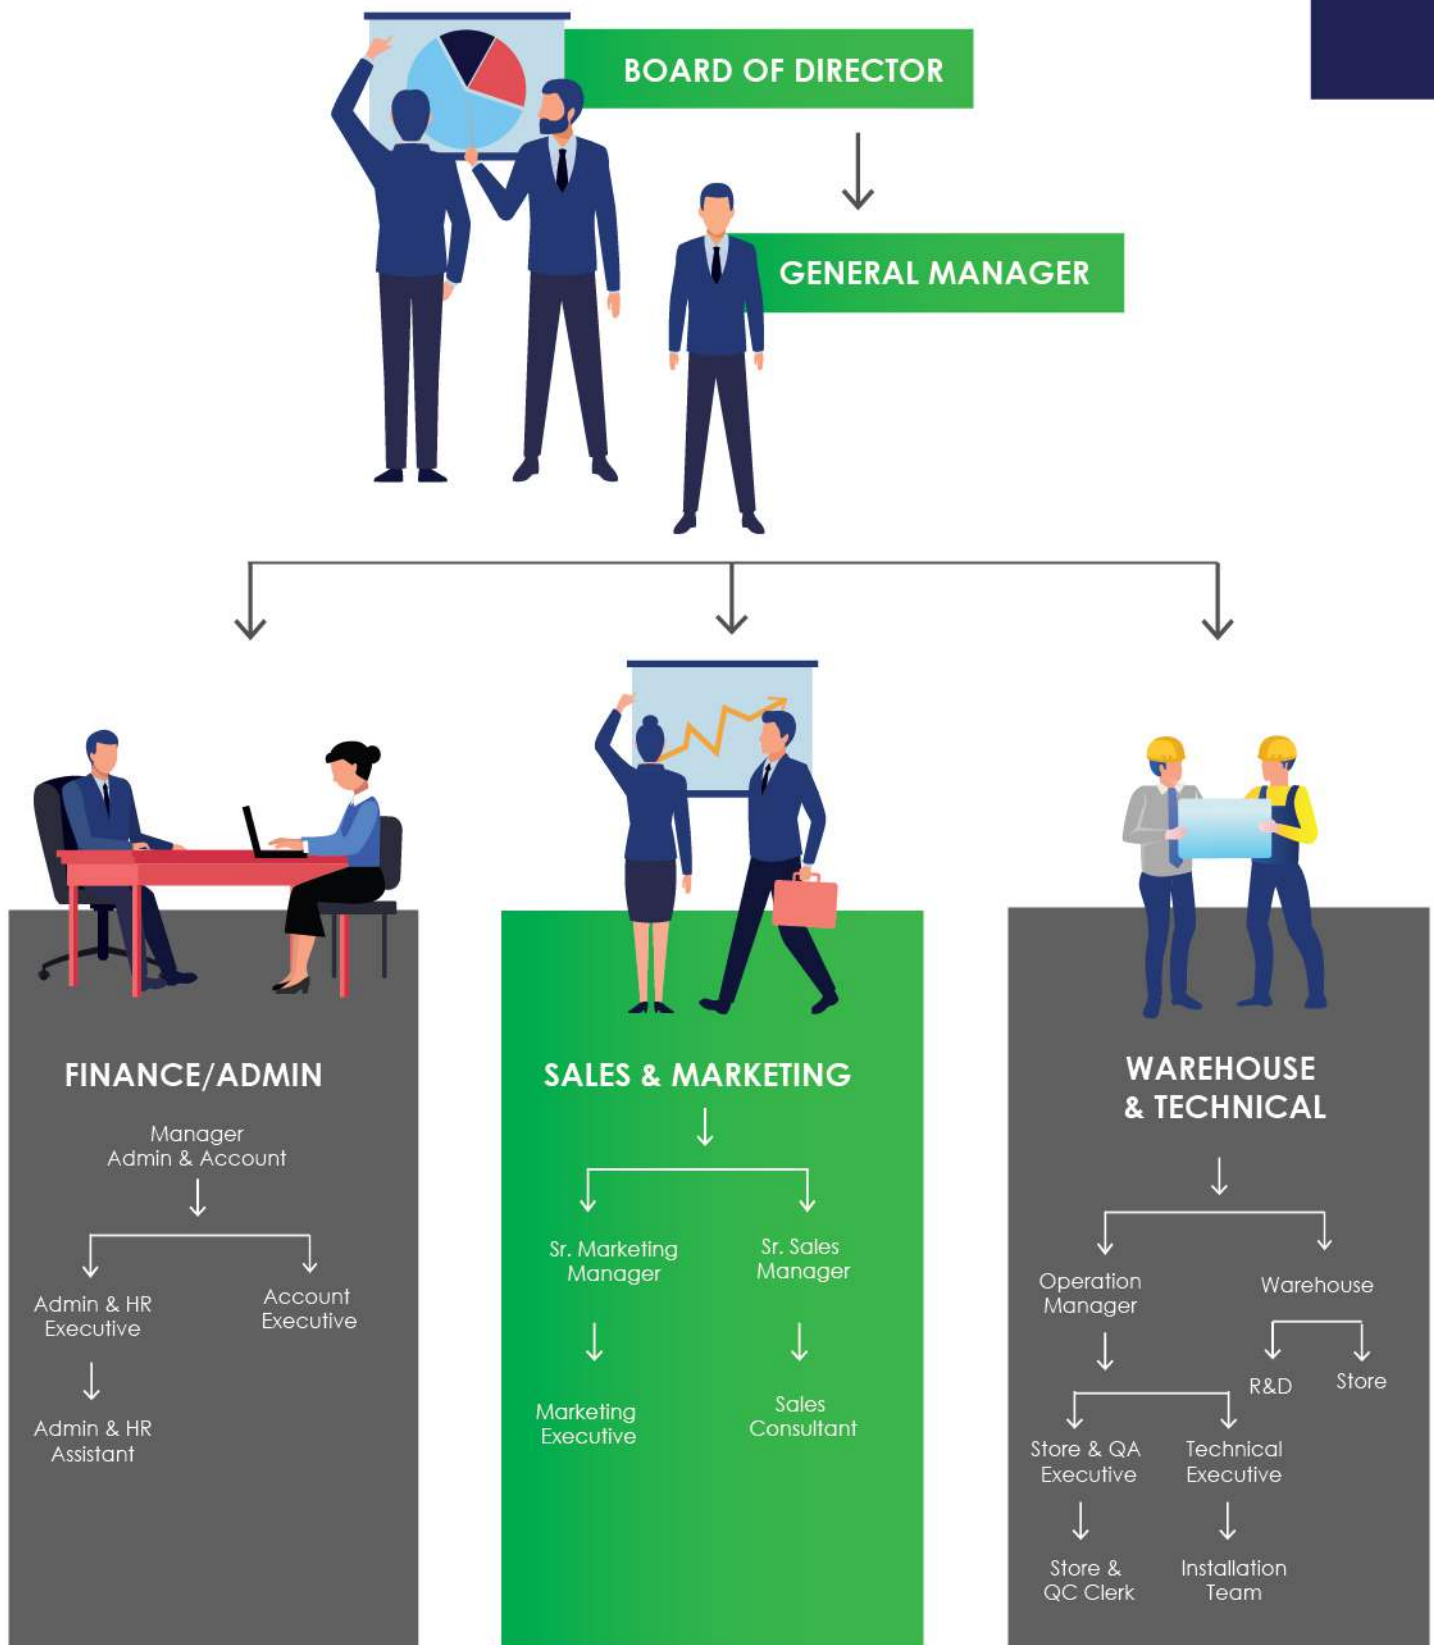 BOARD OF DIRECTOR
GENERAL MANAGER
FINANCE/ADMIN
Manager
Admin & Account
Admin & HR
Executive
Account
Executive
Admin & HR
Assistant
SALES & MARKETING
Sr. Marketing
Manager
Sr. Sales
Manager
Marketing
Executive
Sales
Consultant
WAREHOUSE
& TECHNICAL
Operation
Manager
Warehouse
R&D
Store
Store & QA
Executive
Technical
Executive
Store &
QC Clerk
Installation
Team